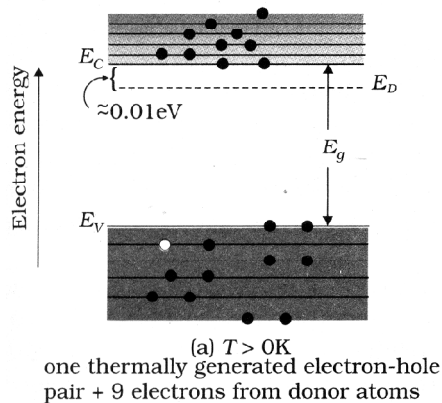 Electron energy
E_C
≈0.01eV
E_D
E_g
E_V
(a) T > 0K
one thermally generated electron-hole
pair + 9 electrons from donor atoms